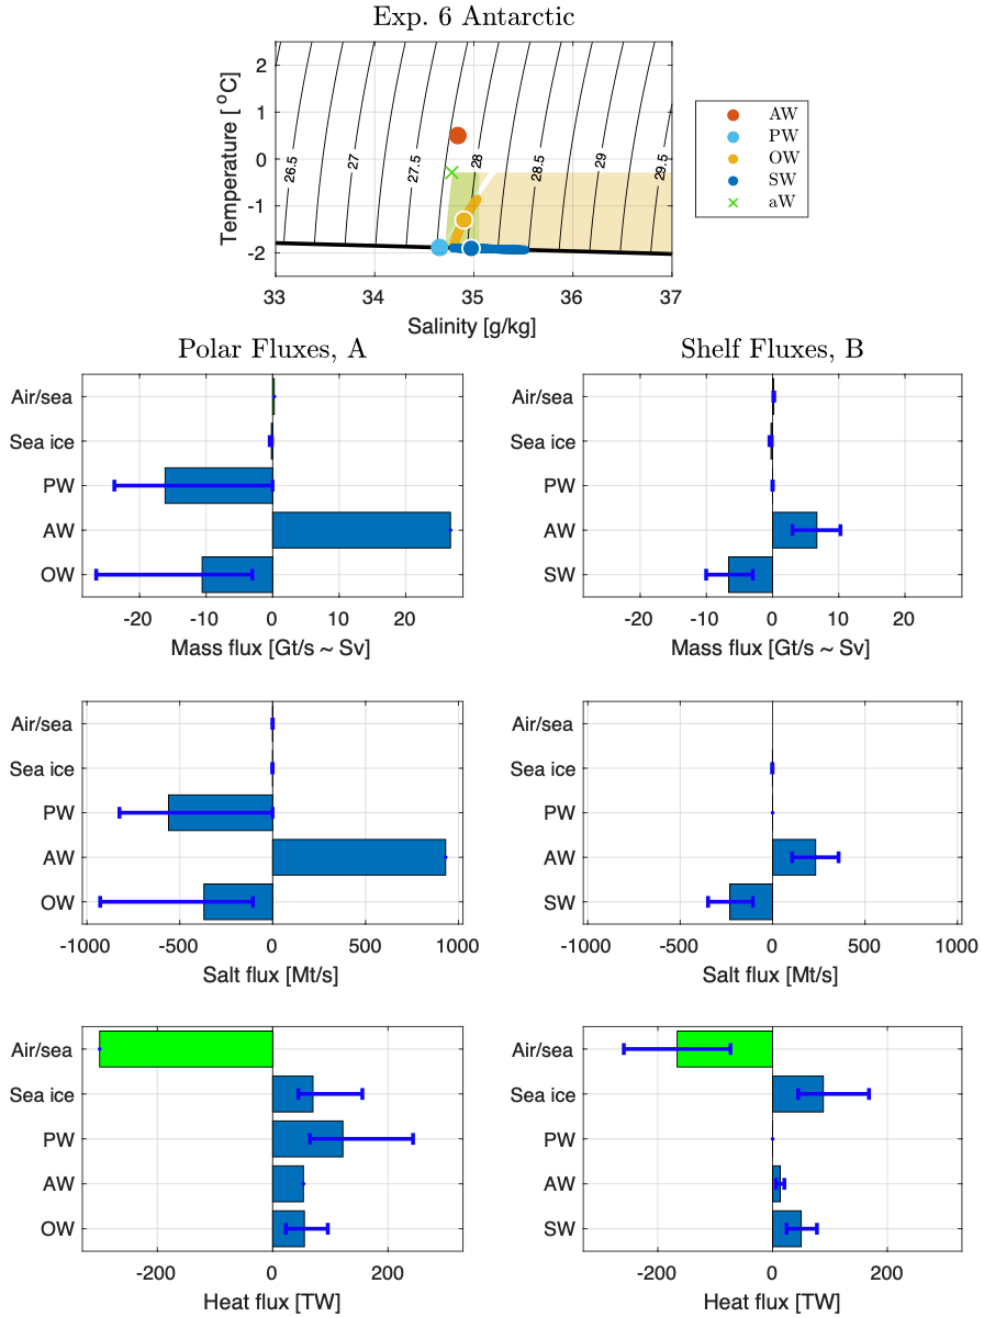 Exp. 6 Antarctic
Temperature [ °C]
2
1
0
-1
-2
26.5
27
27.5
28
28.5
29
29.5
33
34
35
36
37
Salinity [g/kg]
AW
PW
OW
SW
aW
Polar Fluxes, A
Air/sea
Sea ice
PW
AW
OW
-20
-10
0
10
20
Mass flux [Gt/s ~ Sv]
Shelf Fluxes, B
Air/sea
Sea ice
PW
AW
SW
-20
-10
0
10
20
Mass flux [Gt/s ~ Sv]
Air/sea
Sea ice
PW
AW
OW
-1000
-500
0
500
1000
Salt flux [Mt/s]
Air/sea
Sea ice
PW
AW
SW
-1000
-500
0
500
1000
Salt flux [Mt/s]
Air/sea
Sea ice
PW
AW
OW
-200
0
200
Heat flux [TW]
Air/sea
Sea ice
PW
AW
SW
-200
0
200
Heat flux [TW]